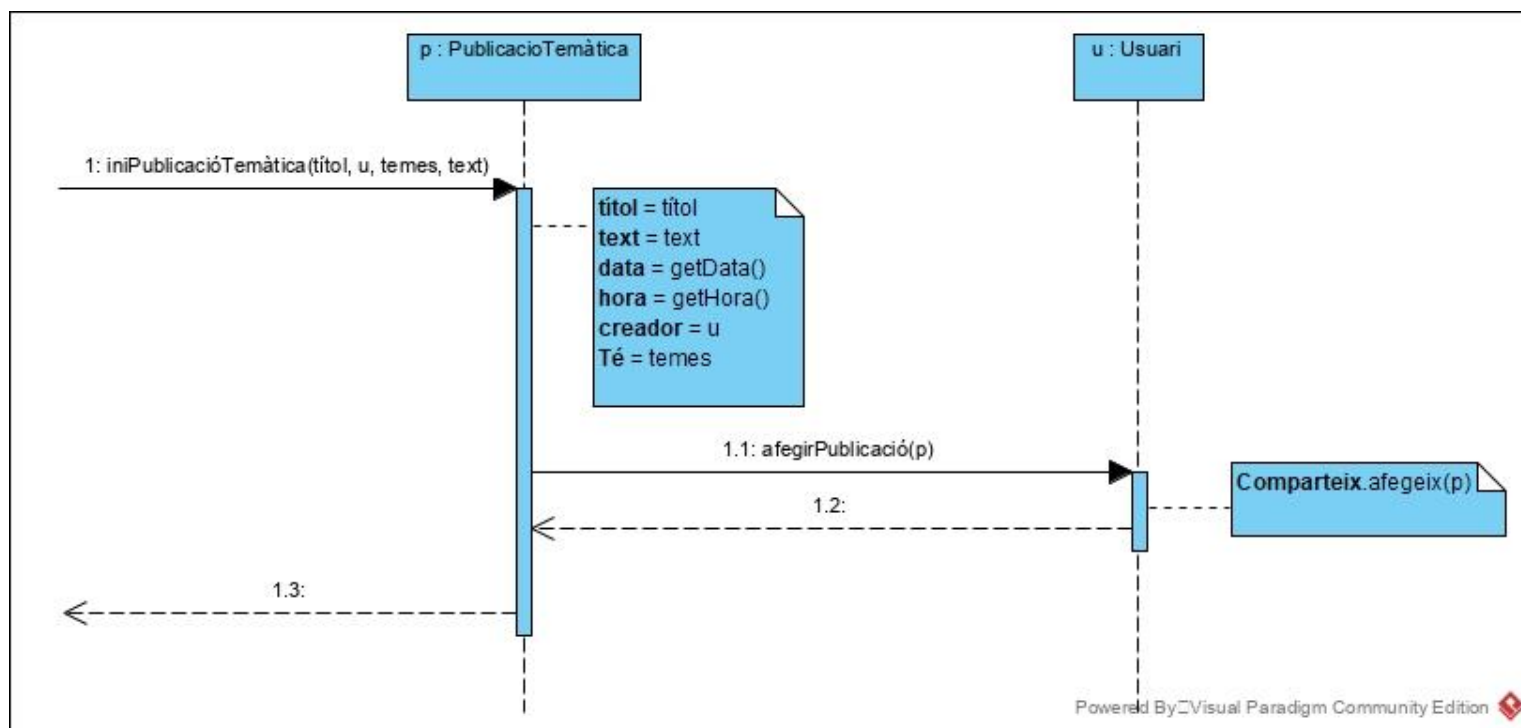 p : PublicacioTemàtica
u : Usuari
1: iniPublicacióTemàtica(títol, u, temes, text)
títol = títol
text = text
data = getData()
hora = getHora()
creador = u
Té = temes
1.1: afegirPublicació(p)
Comparteix.afegeix(p)
1.2:
1.3:
Powered By Visual Paradigm Community Edition